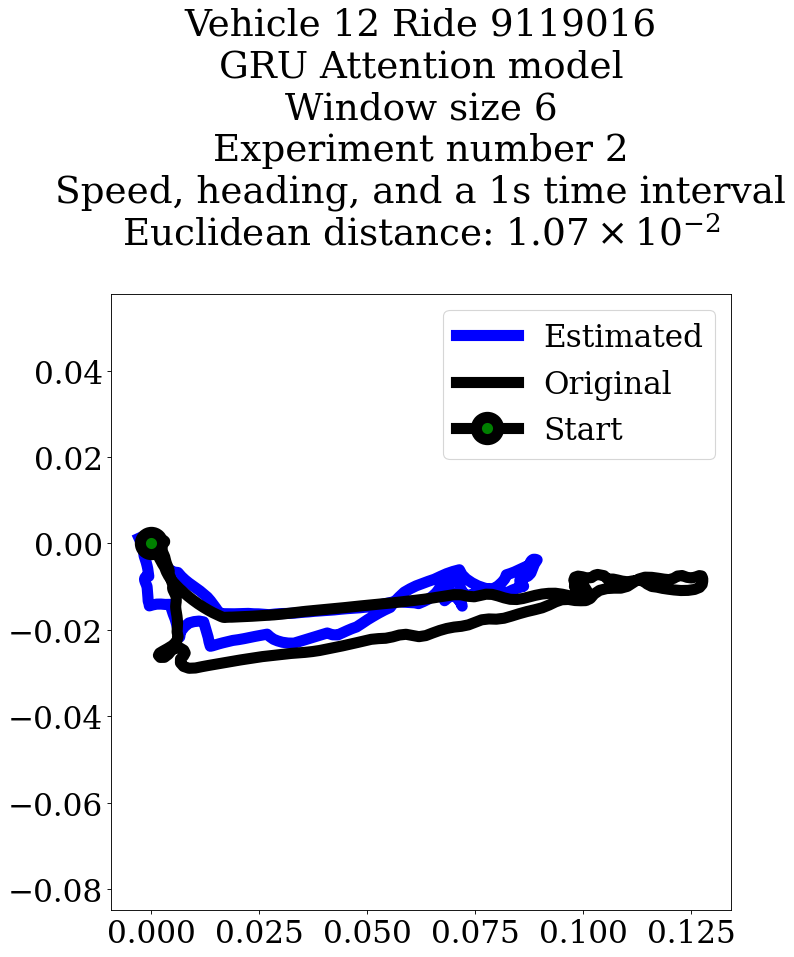 Vehicle 12 Ride 9119016
GRU Attention model
Window size 6
Experiment number 2
Speed, heading, and a 1s time interval
Euclidean distance: 1.07 × 10⁻²
Estimated
Original
Start
0.04
0.02
0.00
−0.02
−0.04
−0.06
−0.08
0.000 0.025 0.050 0.075 0.100 0.125